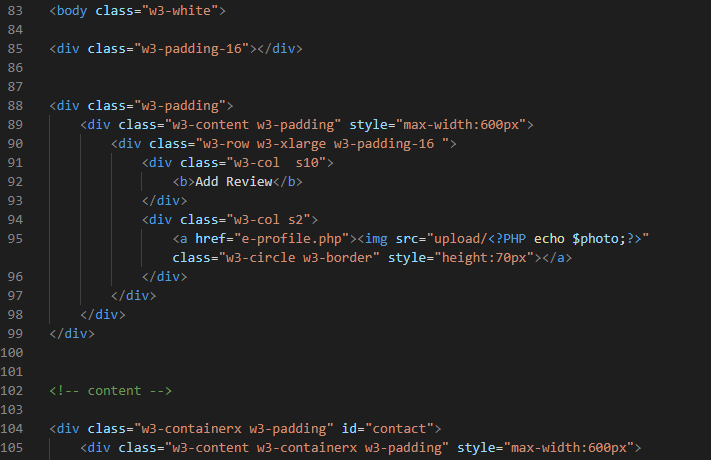 83 <body class="w3-white">
84
85 <div class="w3-padding-16"></div>
86
87
88 <div class="w3-padding">
89     <div class="w3-content w3-padding" style="max-width:600px">
90         <div class="w3-row w3-xlarge w3-padding-16 ">
91             <div class="w3-col  s10">
92                 <b>Add Review</b>
93             </div>
94             <div class="w3-col s2">
95                 <a href="e-profile.php"><img src="upload/<?PHP echo $photo;?>"
                class="w3-circle w3-border" style="height:70px"></a>
96             </div>
97         </div>
98     </div>
99 </div>
100
101
102 <!-- content -->
103
104 <div class="w3-containerx w3-padding" id="contact">
105     <div class="w3-content w3-containerx w3-padding" style="max-width:600px">